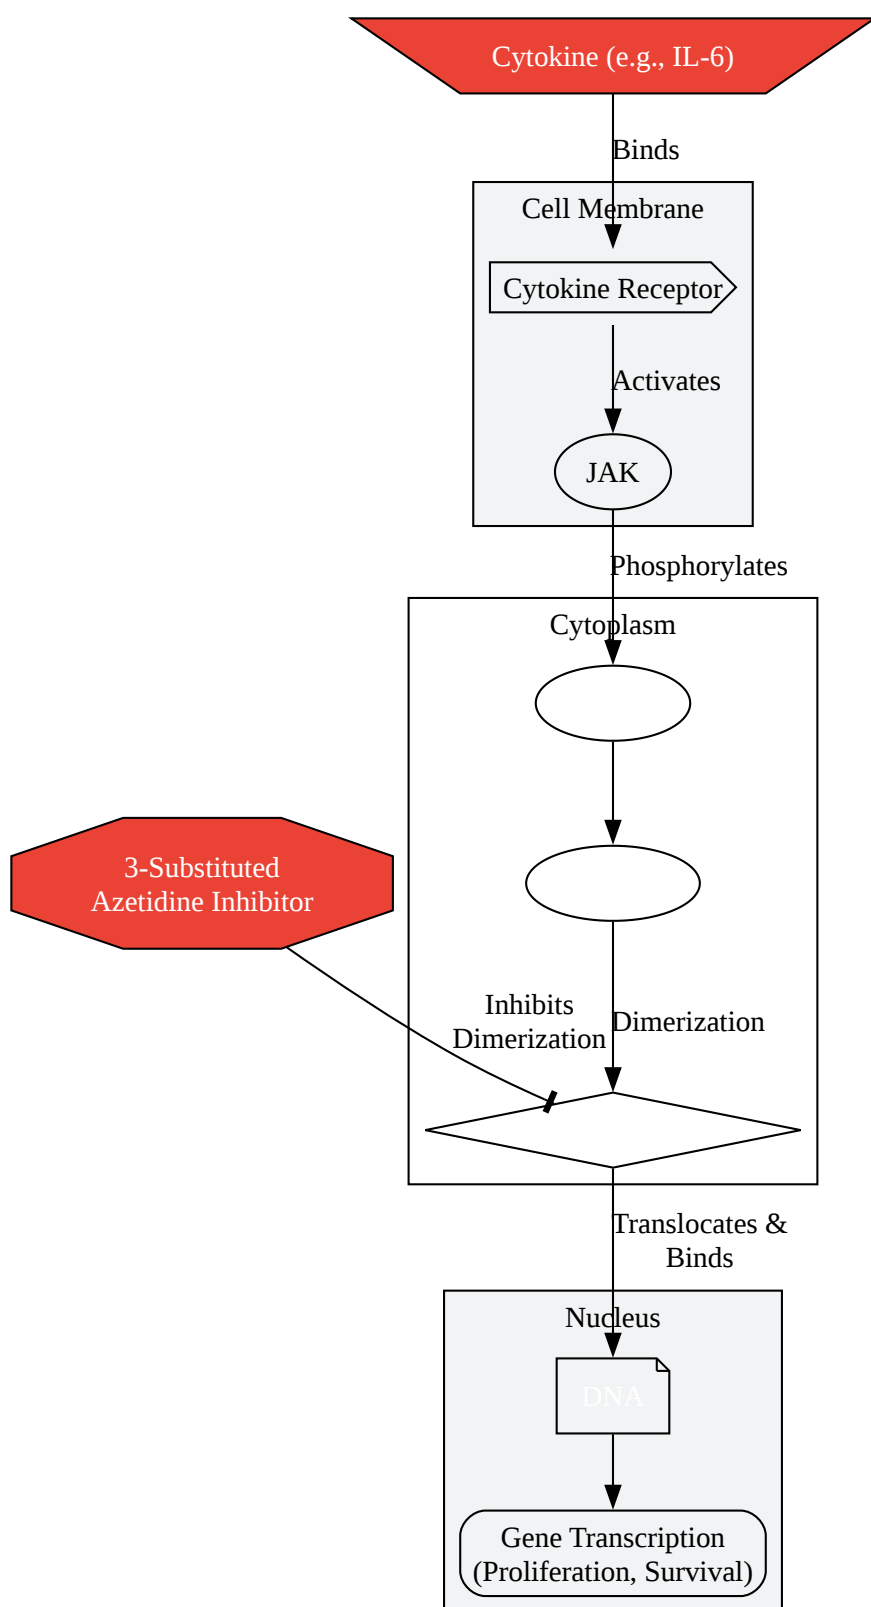 Cytokine (e.g., IL-6)
Binds
Cell Membrane
Cytokine Receptor
Activates
JAK
Phosphorylates
Cytoplasm
3-Substituted
Azetidine Inhibitor
Inhibits
Dimerization
Dimerization
Translocates &
Binds
Nucleus
DNA
Gene Transcription
(Proliferation, Survival)